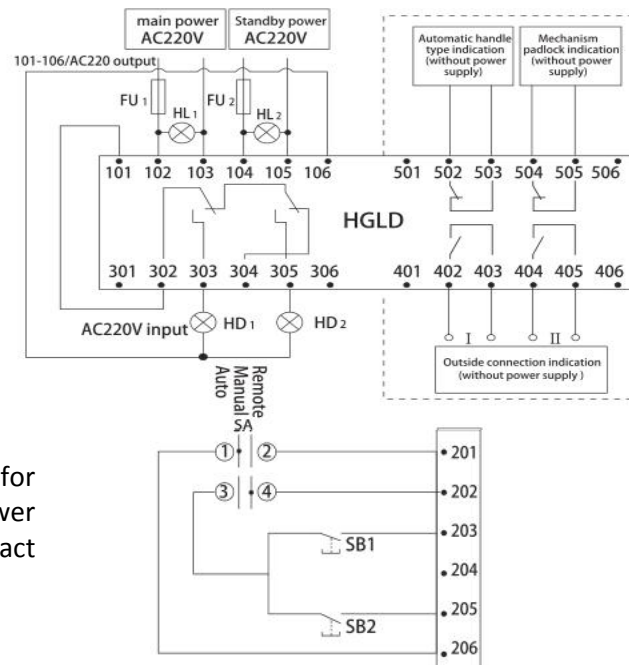 main power
AC220V
Standby power
AC220V
Automatic handle
type indication
(without power
supply)
Mechanism
padlock indication
(without power
supply)
101-106/AC220 output
FU 1
HL 1
FU 2
HL 2
101 102 103 104 105 106 501 502 503 504 505 506
HGLD
301 302 303 304 305 306 401 402 403 404 405 406
AC220V input
HD 1
HD 2
I
II
Outside connection indication
(without power supply )
Remote
Manual
Auto
SA
1 2 201
3 4 202
for
wer
act
203
SB1
204
205
SB2
206